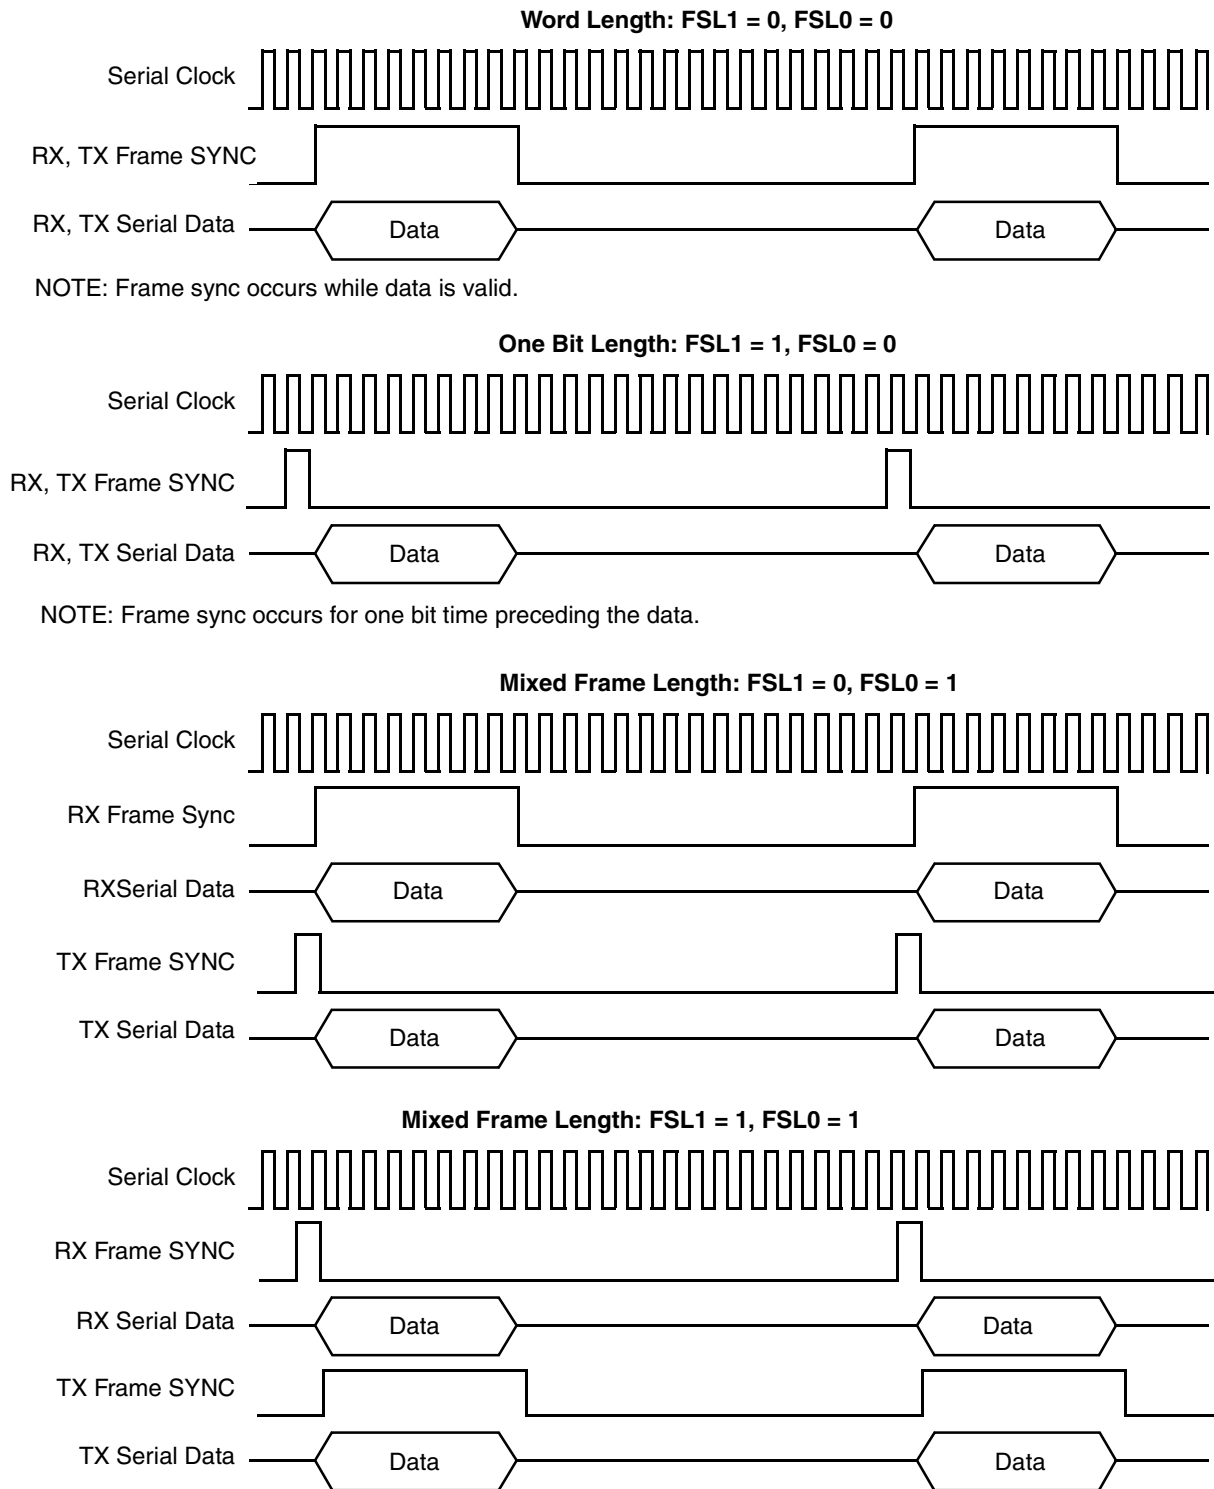 Word Length: FSL1 = 0, FSL0 = 0
Serial Clock
RX, TX Frame SYNC
RX, TX Serial Data
Data
Data
NOTE: Frame sync occurs while data is valid.
One Bit Length: FSL1 = 1, FSL0 = 0
Serial Clock
RX, TX Frame SYNC
RX, TX Serial Data
Data
Data
NOTE: Frame sync occurs for one bit time preceding the data.
Mixed Frame Length: FSL1 = 0, FSL0 = 1
Serial Clock
RX Frame Sync
RXSerial Data
Data
Data
TX Frame SYNC
TX Serial Data
Data
Data
Mixed Frame Length: FSL1 = 1, FSL0 = 1
Serial Clock
RX Frame SYNC
RX Serial Data
Data
Data
TX Frame SYNC
TX Serial Data
Data
Data